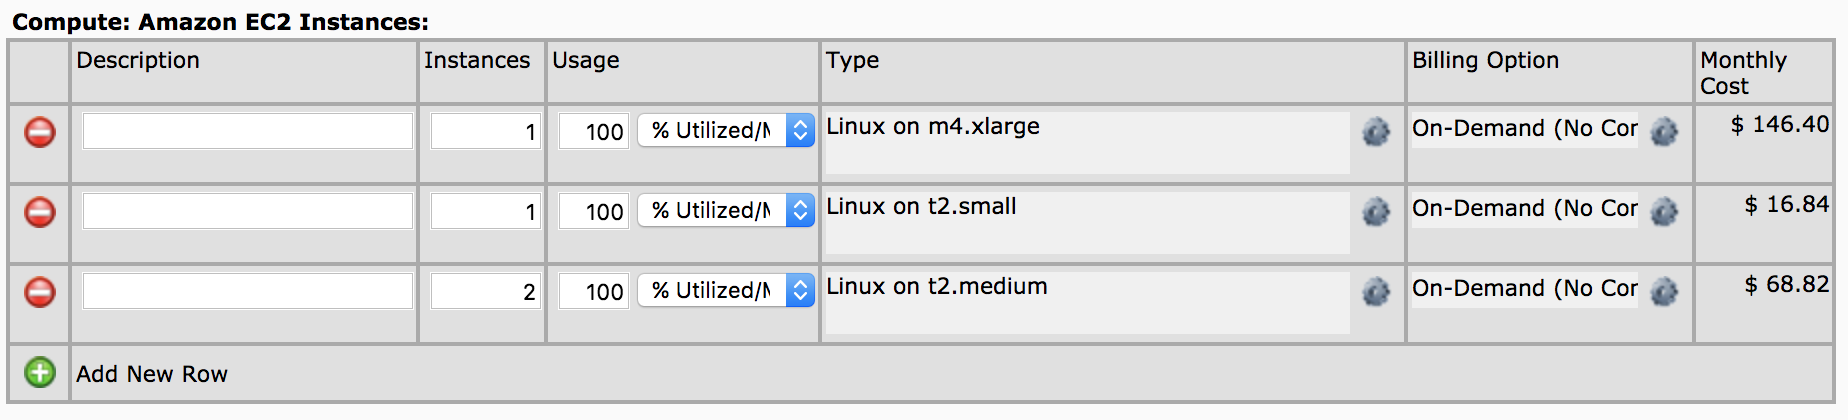 Compute: Amazon EC2 Instances:
Description Instances Usage Type Billing Option Monthly Cost
1 100 % Utilized/M Linux on m4.xlarge On-Demand (No Cor $ 146.40
1 100 % Utilized/M Linux on t2.small On-Demand (No Cor $ 16.84
2 100 % Utilized/M Linux on t2.medium On-Demand (No Cor $ 68.82
Add New Row